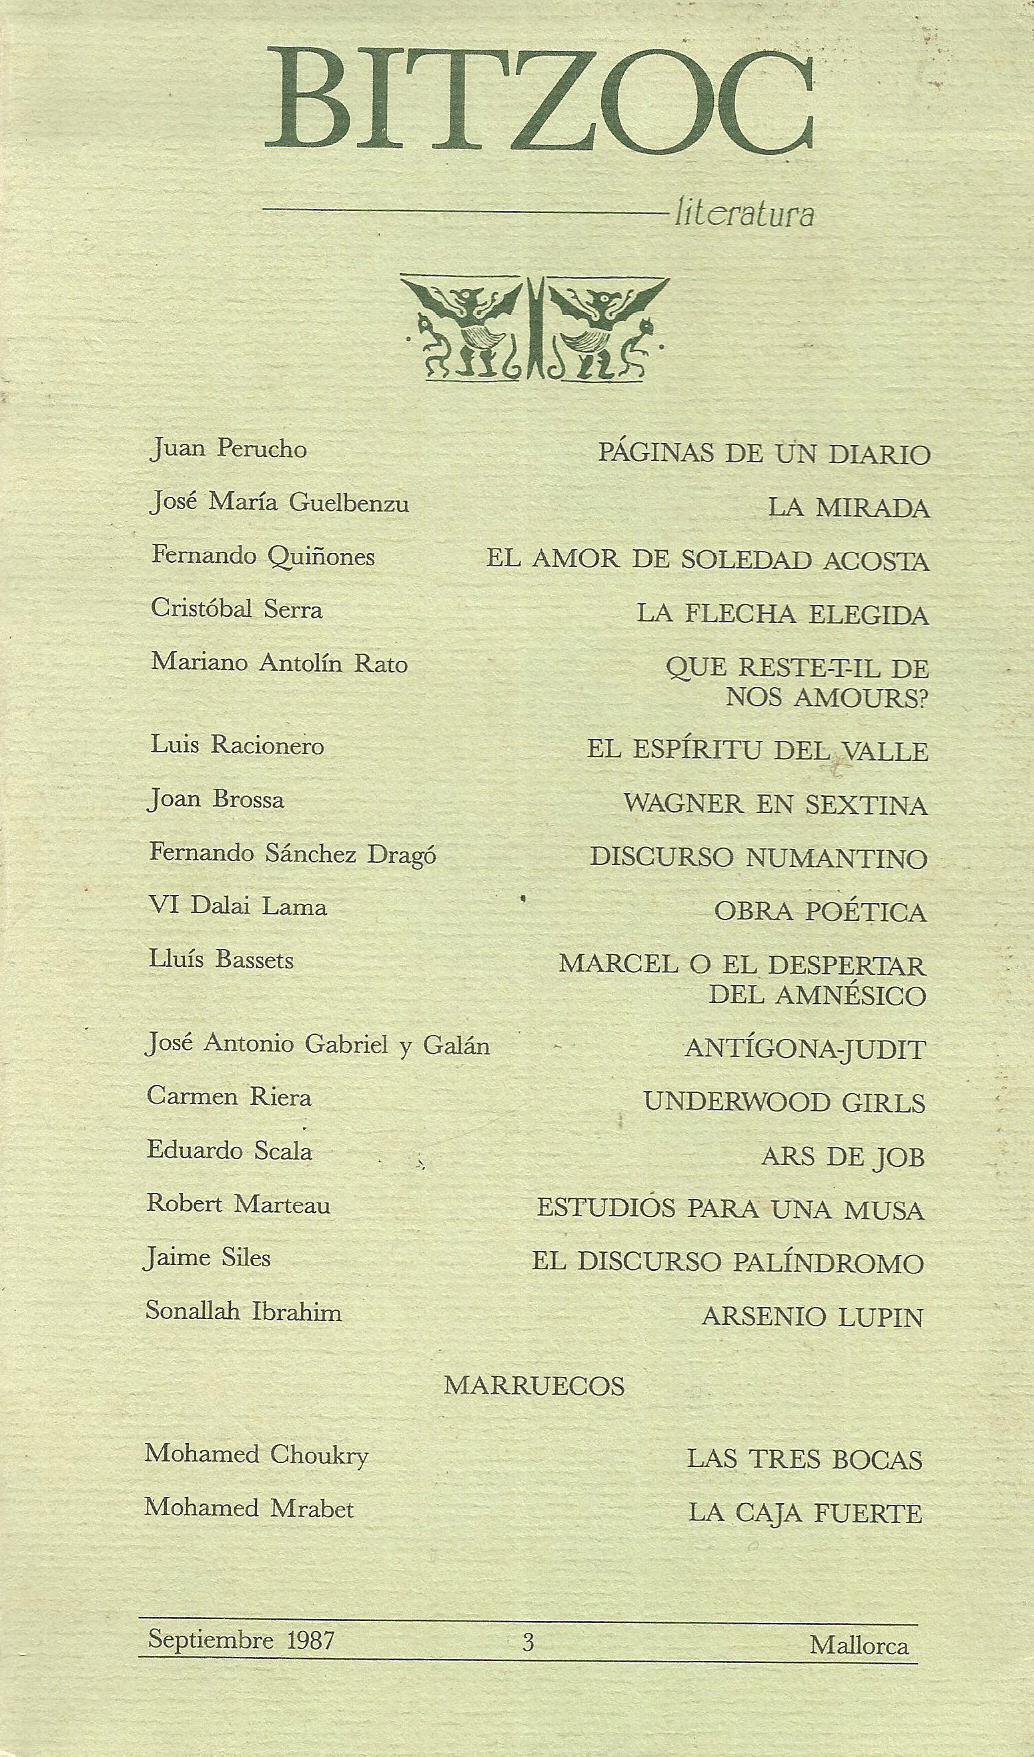 BITZOC
literatura
Juan Perucho PÁGINAS DE UN DIARIO
José María Guelbenzu LA MIRADA
Fernando Quiñones EL AMOR DE SOLEDAD ACOSTA
Cristóbal Serra LA FLECHA ELEGIDA
Mariano Antolín Rato QUE RESTE-T-IL DE
NOS AMOURS?
Luis Racionero EL ESPÍRITU DEL VALLE
Joan Brossa WAGNER EN SEXTINA
Fernando Sánchez Dragó DISCURSO NUMANTINO
VI Dalai Lama OBRA POÉTICA
Lluís Bassets MARCEL O EL DESPERTAR
DEL AMNÉSICO
José Antonio Gabriel y Galán ANTÍGONA-JUDIT
Carmen Riera UNDERWOOD GIRLS
Eduardo Scala ARS DE JOB
Robert Marteau ESTUDIÓS PARA UNA MUSA
Jaime Siles EL DISCURSO PALÍNDROMO
Sonallah Ibrahim ARSENIO LUPIN
MARRUECOS
Mohamed Choukry LAS TRES BOCAS
Mohamed Mrabet LA CAJA FUERTE
Septiembre 1987 3 Mallorca